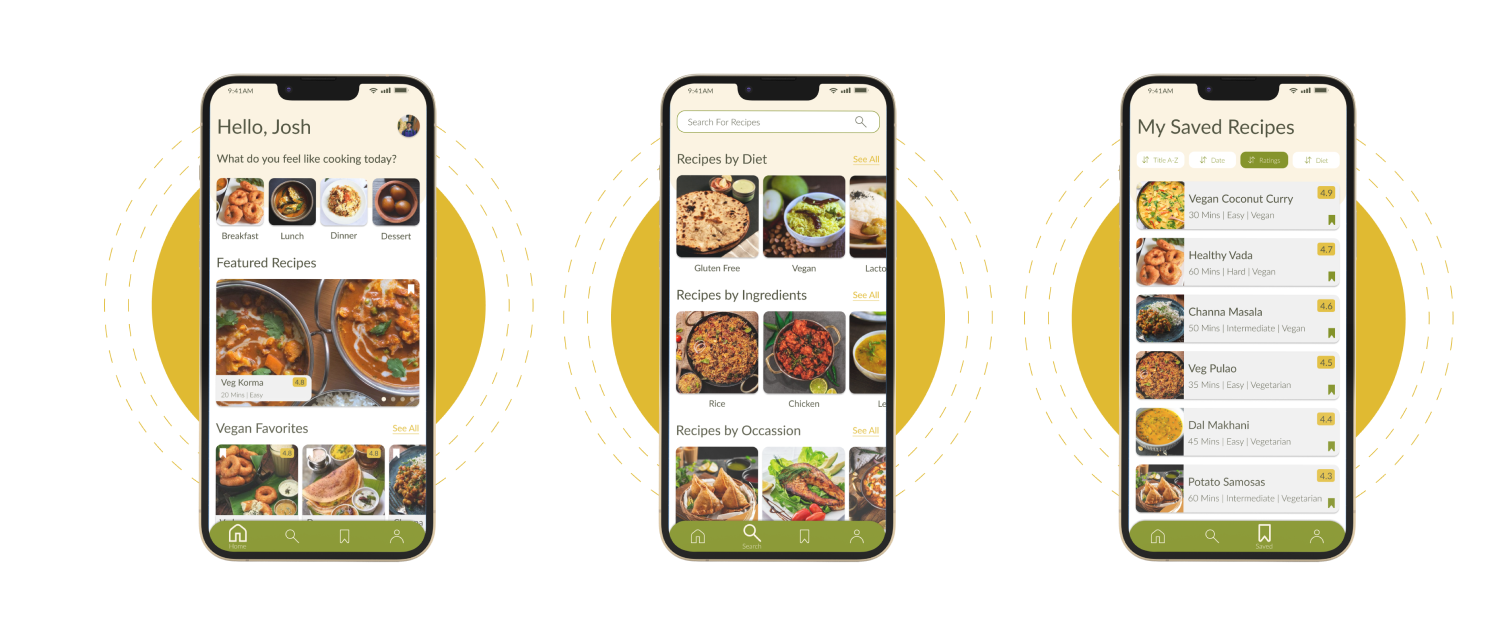 9:41AM
Hello, Josh
What do you feel like cooking today?
Breakfast Lunch Dinner Dessert
Featured Recipes
Veg Korma 4.8
20 Mins | Easy
Vegan Favorites See All
4.8 4.8
Home
9:41AM
Search For Recipes
Recipes by Diet See All
Gluten Free Vegan Lacto
Recipes by Ingredients See All
Rice Chicken Le
Recipes by Occassion See All
Search
9:41AM
My Saved Recipes
Title A-Z Date Ratings Diet
Vegan Coconut Curry 4.9
30 Mins | Easy | Vegan
Healthy Vada 4.7
60 Mins | Hard | Vegan
Channa Masala 4.6
50 Mins | Intermediate | Vegan
Veg Pulao 4.5
35 Mins | Easy | Vegetarian
Dal Makhani 4.4
45 Mins | Easy | Vegetarian
Potato Samosas 4.3
60 Mins | Intermediate | Vegetarian
Saved